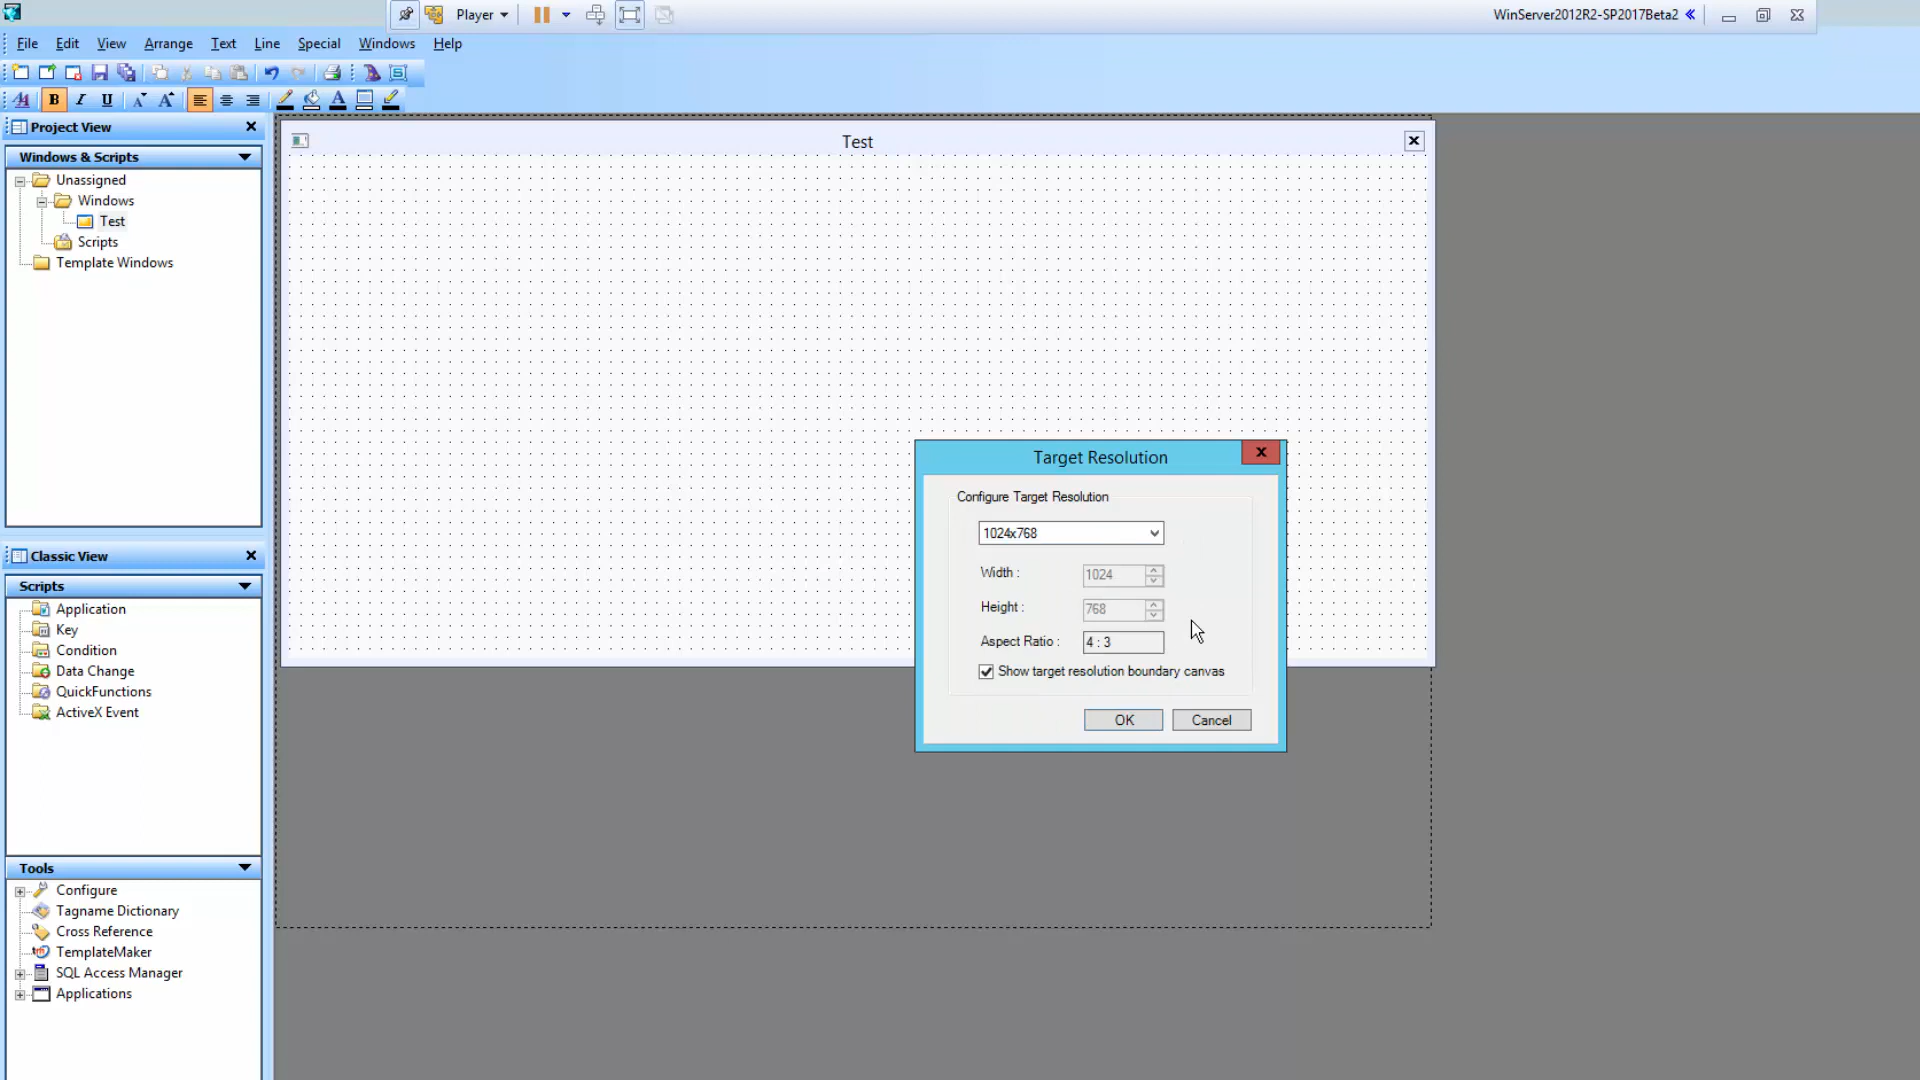 Player
WinServer2012R2-SP2017Beta2
File Edit View Arrange Text Line Special Windows Help
B I U A A A
Project View
Windows & Scripts
Unassigned
Windows
Test
Scripts
Template Windows
Classic View
Scripts
Application
Key
Condition
Data Change
QuickFunctions
ActiveX Event
Tools
Configure
Tagname Dictionary
Cross Reference
TemplateMaker
SQL Access Manager
Applications
Test
Target Resolution
Configure Target Resolution
1024x768
Width : 1024
Height : 768
Aspect Ratio : 4 : 3
Show target resolution boundary canvas
OK Cancel